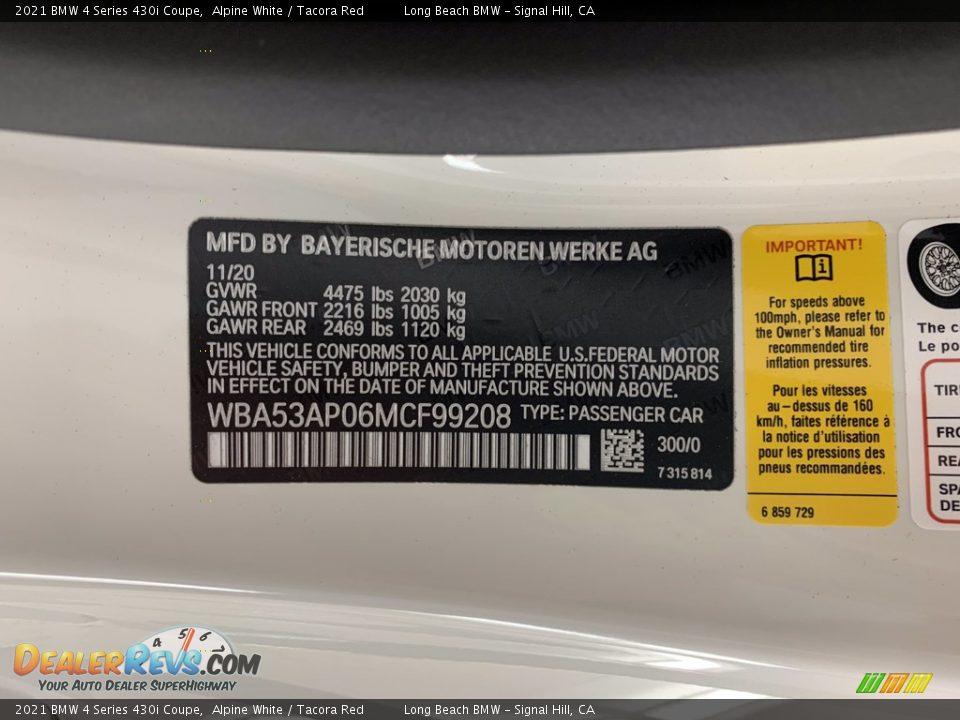 2021 BMW 4 Series 430i Coupe,  Alpine White / Tacora Red          Long Beach BMW - Signal Hill, CA
MFD BY BAYERISCHE MOTOREN WERKE AG
11/20
GVWR 4475 lbs 2030 kg
GAWR FRONT 2216 lbs 1005 kg
GAWR REAR 2469 lbs 1120 kg
THIS VEHICLE CONFORMS TO ALL APPLICABLE U.S.FEDERAL MOTOR
VEHICLE SAFETY, BUMPER AND THEFT PREVENTION STANDARDS
IN EFFECT ON THE DATE OF MANUFACTURE SHOWN ABOVE.
WBA53AP06MCF99208 TYPE: PASSENGER CAR
300/0
7 315 814
IMPORTANT!
For speeds above
100mph, please refer to
the Owner's Manual for
recommended tire
inflation pressures.
Pour les vitesses
au-dessus de 160
km/h, faites référence à
la notice d'utilisation
pour les pressions des
pneus recommandées.
6 859 729
The c
Le po
TIR
FRO
REA
SPA
DE
4 5 6
DealerRevs.com
Your Auto Dealer SuperHighway
2021 BMW 4 Series 430i Coupe,  Alpine White / Tacora Red          Long Beach BMW - Signal Hill, CA